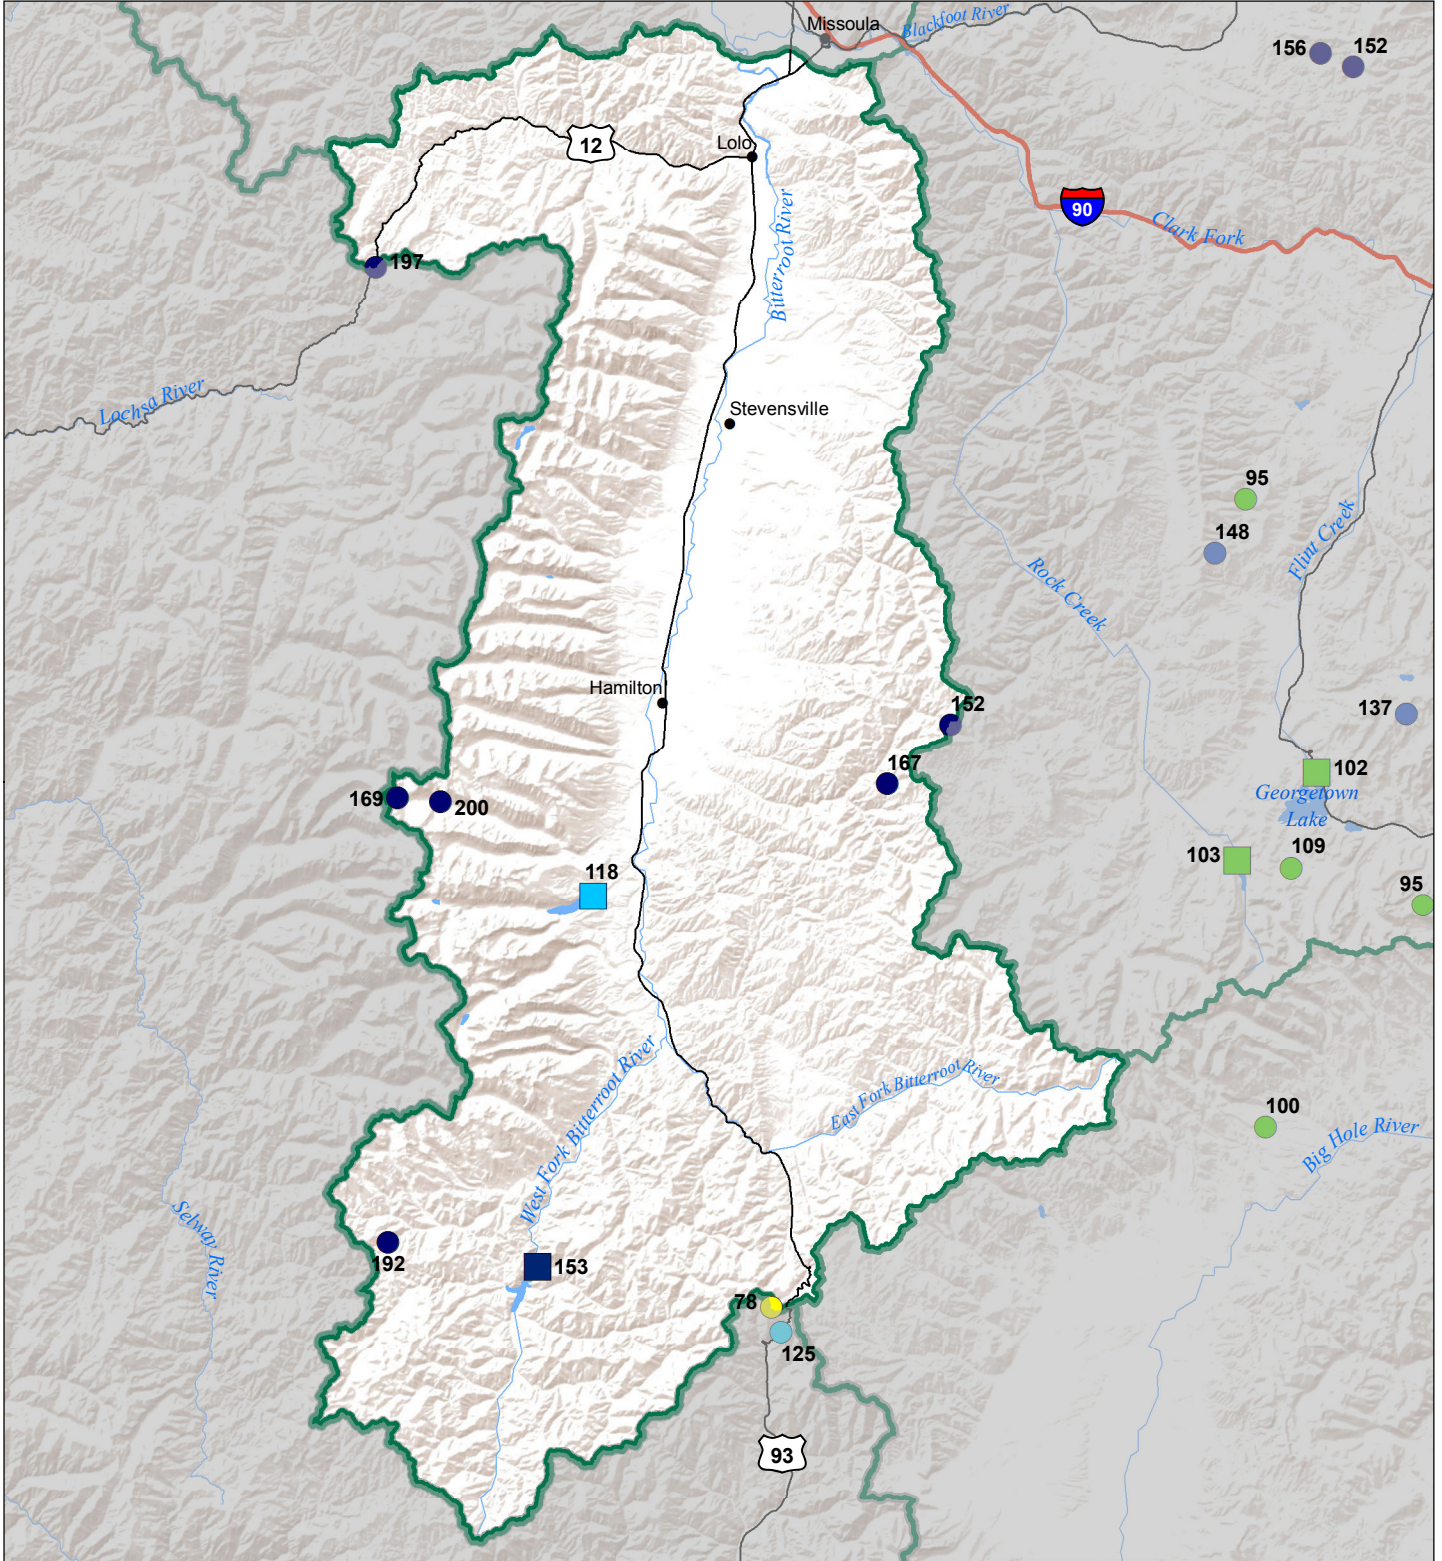 Missoula
Blackfoot River
156
152
12
Lolo
90
Bitterroot River
Clark Fork
197
Lochsa River
Stevensville
95
148
Flint Creek
Rock Creek
Hamilton
152
137
167
102
169
200
Georgetown
Lake
103
109
118
95
West Fork Bitterroot River
East Fork Bitterroot River
100
Big Hole River
Selway River
192
153
78
125
93